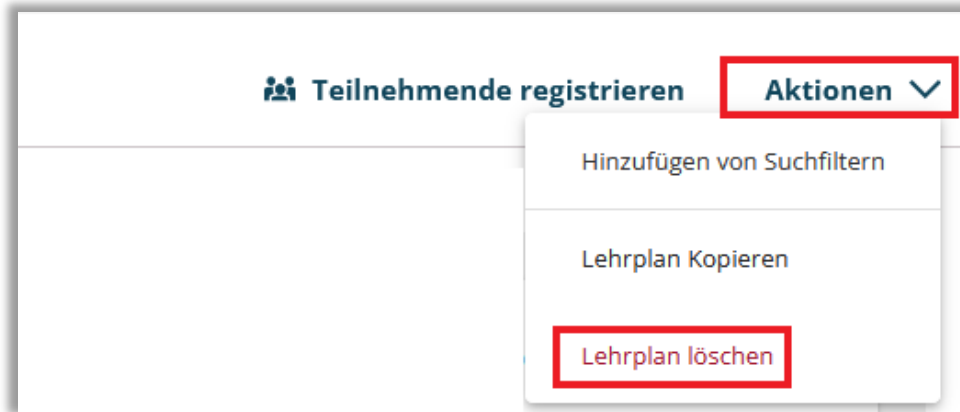 Teilnehmende registrieren Aktionen
Hinzufügen von Suchfiltern
Lehrplan Kopieren
Lehrplan löschen